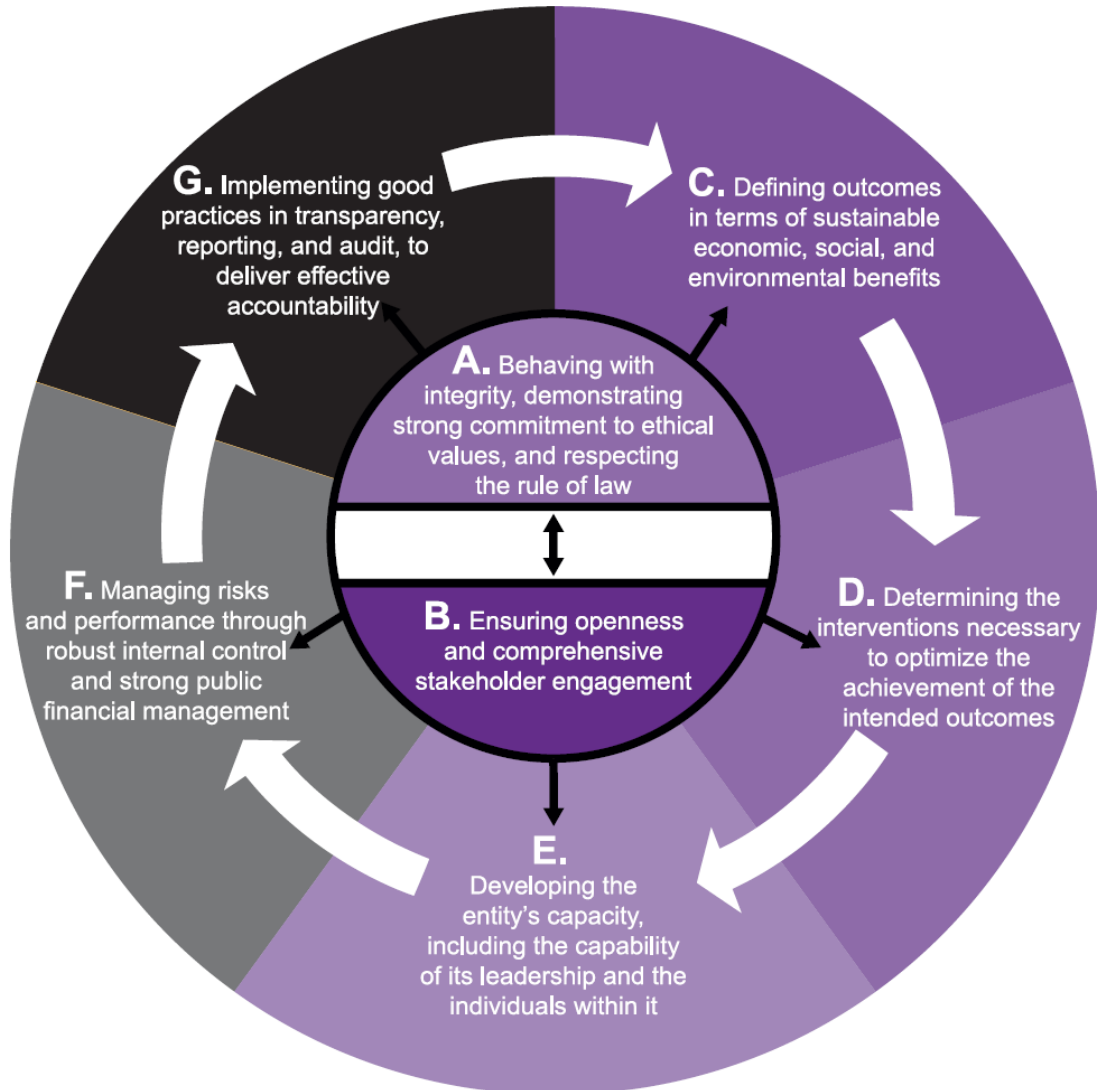 A. Behaving with
integrity, demonstrating
strong commitment to ethical
values, and respecting
the rule of law
B. Ensuring openness
and comprehensive
stakeholder engagement
C. Defining outcomes
in terms of sustainable
economic, social, and
environmental benefits
D. Determining the
interventions necessary
to optimize the
achievement of the
intended outcomes
E.
Developing the
entity’s capacity,
including the capability
of its leadership and the
individuals within it
F. Managing risks
and performance through
robust internal control
and strong public
financial management
G. Implementing good
practices in transparency,
reporting, and audit, to
deliver effective
accountability